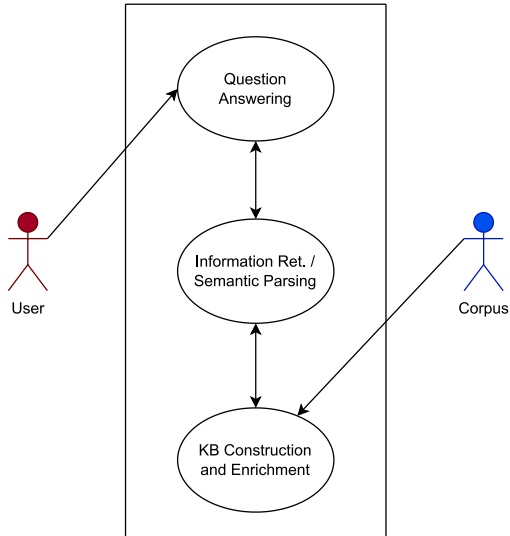 Question
Answering
Information Ret. /
Semantic Parsing
User
Corpus
KB Construction
and Enrichment